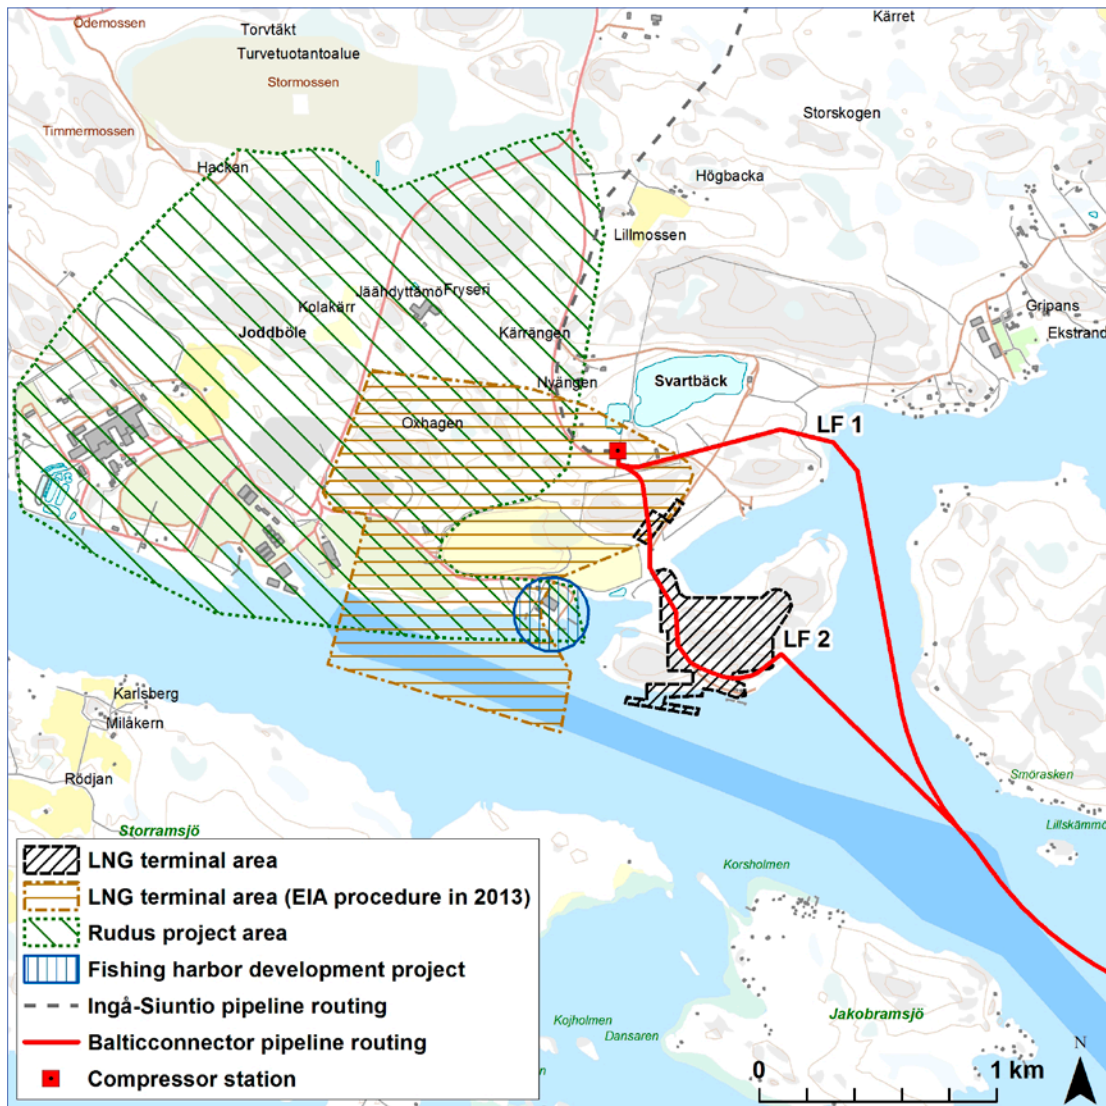 Ödemossen
Torvtäkt
Turvetuotantoalue
Stormossen
Kärret
Storskogen
Timmermossen
Hackan
Högbacka
Lillmossen
Jäähdyttämö
Fryseri
Kolakärr
Joddböle
Kärrängen
Gripans
Ekstrand
Nyängen
Svartbäck
Oxhagen
LF 1
LF 2
Karlsberg
Milåkern
Rödjan
Smörasken
Storramsjö
Korsholmen
Jakobramsjö
Kojholmen
Dansaren
LNG terminal area
LNG terminal area (EIA procedure in 2013)
Rudus project area
Fishing harbor development project
Ingå-Siuntio pipeline routing
Balticconnector pipeline routing
Compressor station
N
0 1 km